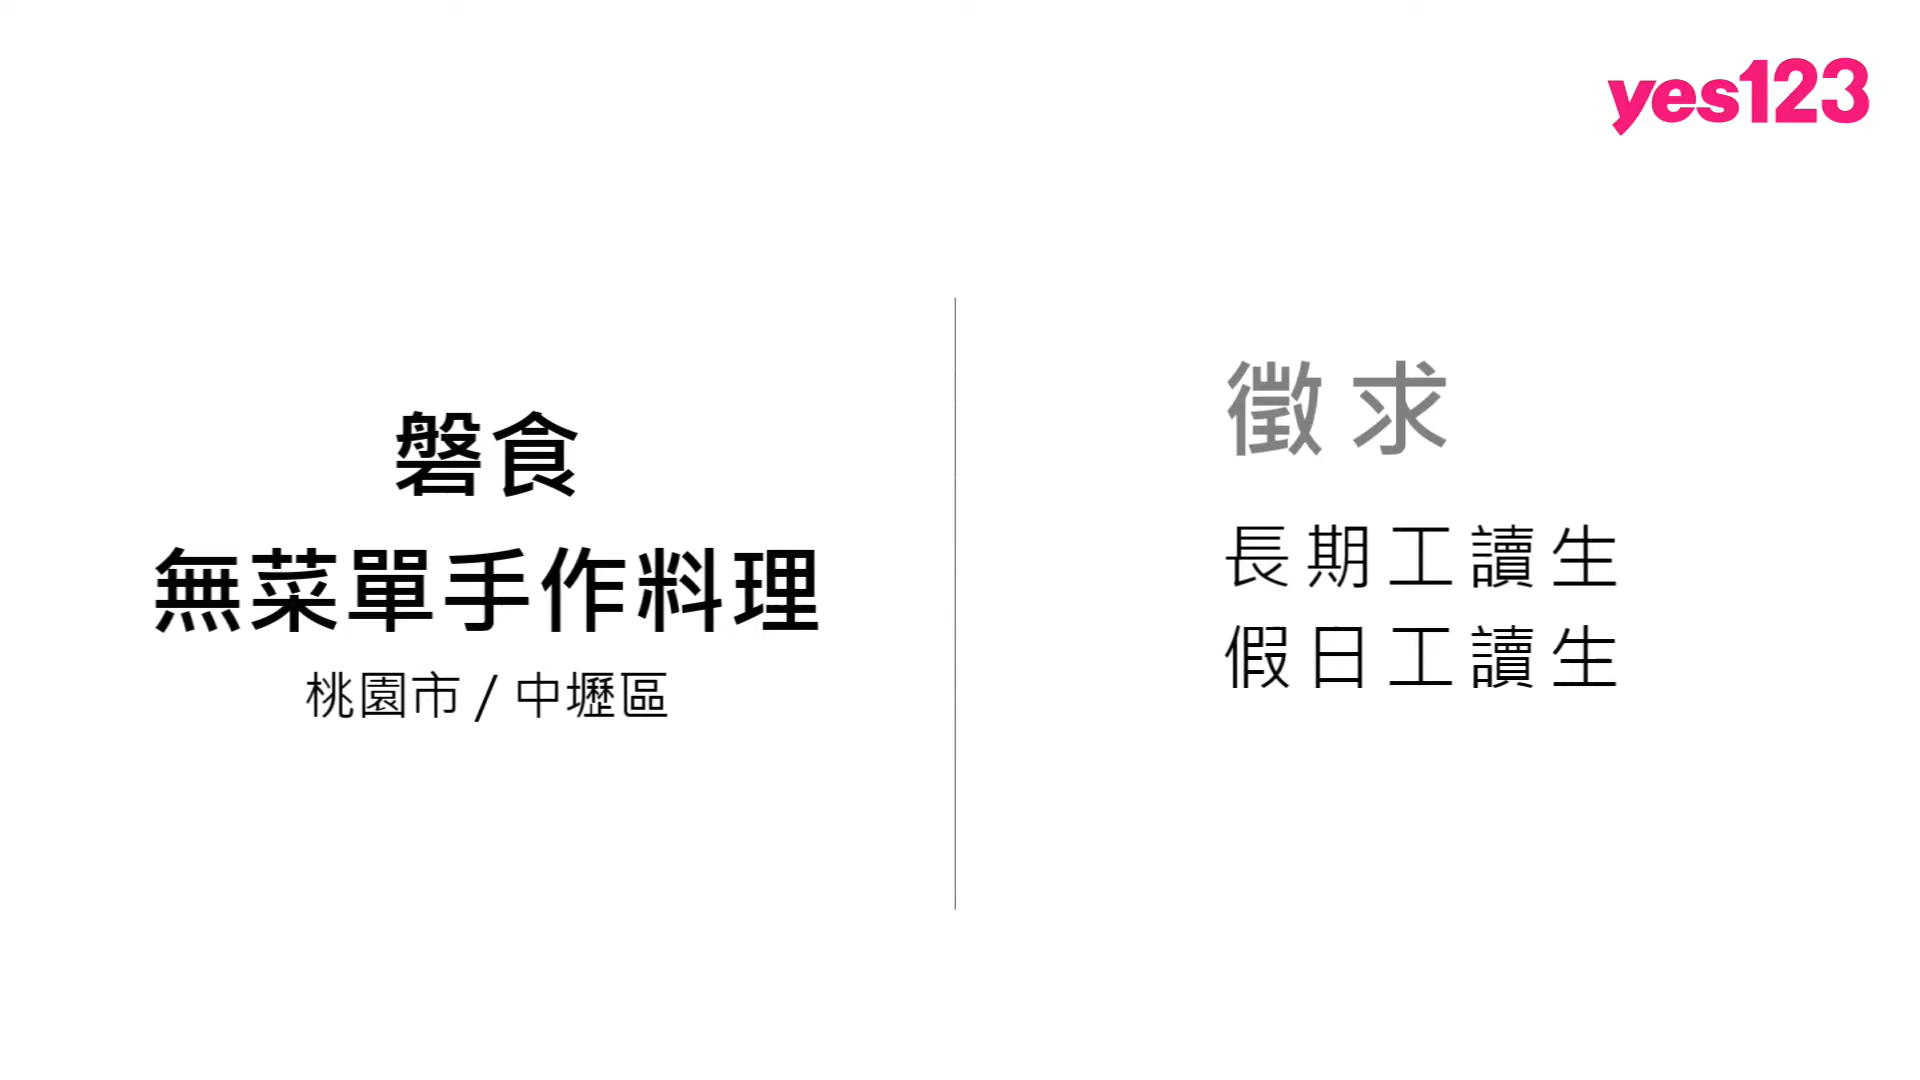 yes123
磐食
無菜單手作料理
桃園市 / 中壢區
徵求
長期工讀生
假日工讀生